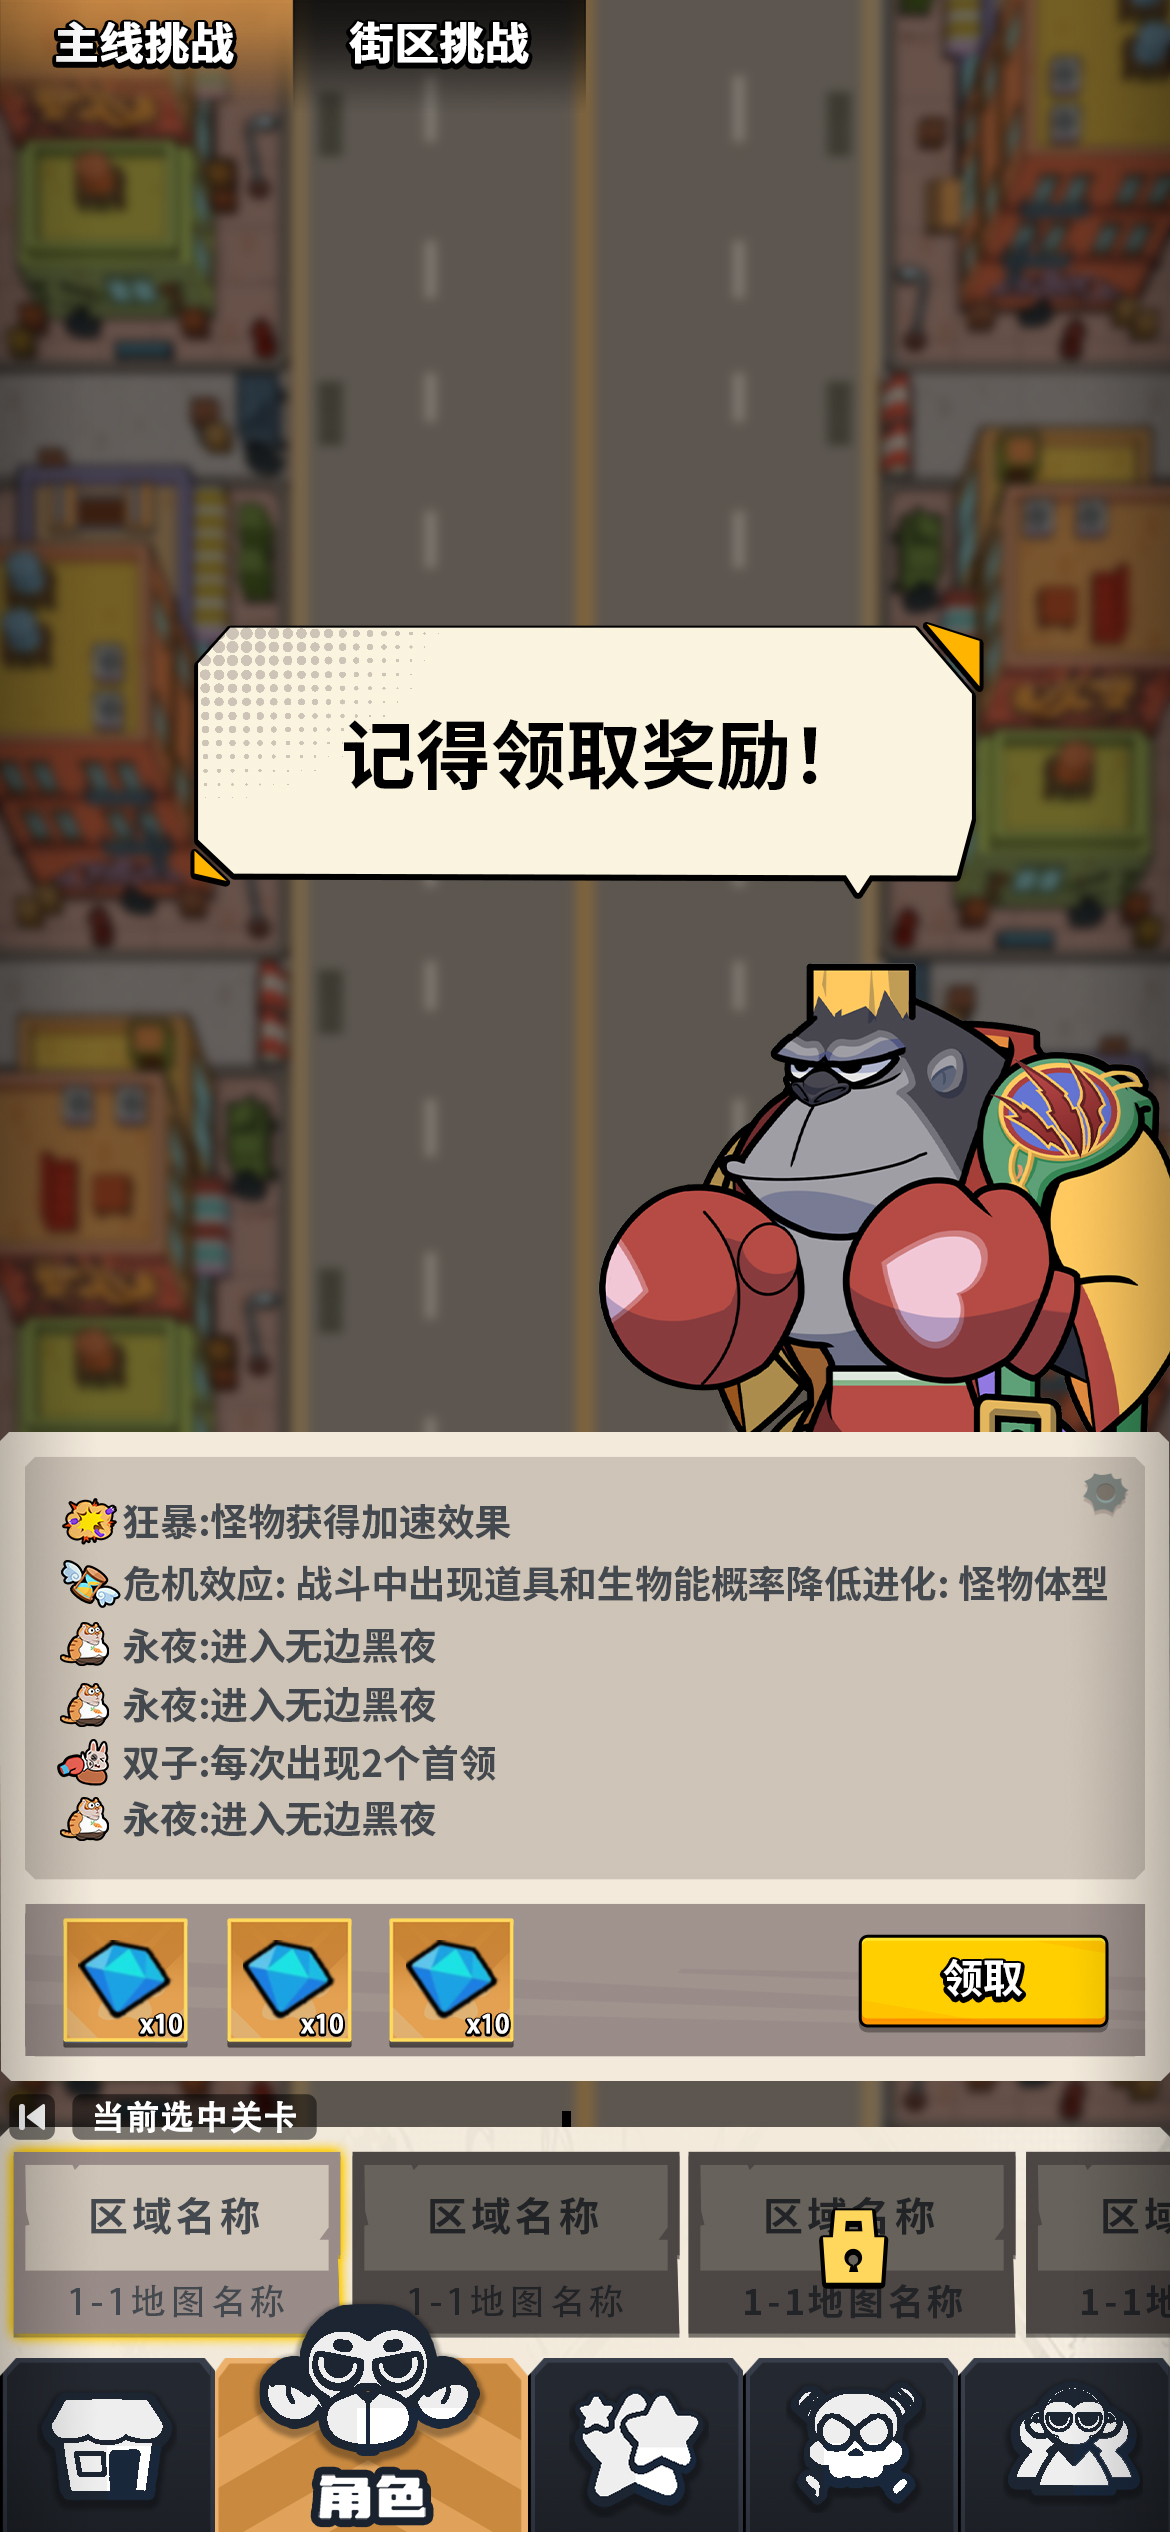 主线挑战
街区挑战
记得领取奖励!
狂暴:怪物获得加速效果
危机效应: 战斗中出现道具和生物能概率降低进化: 怪物体型
永夜:进入无边黑夜
永夜:进入无边黑夜
双子:每次出现2个首领
永夜:进入无边黑夜
x10
x10
x10
领取
当前选中关卡
区域名称
区域名称
区域名称
区域
1-1地图名称
1-1地图名称
1-1地图名称
1-1地
角色